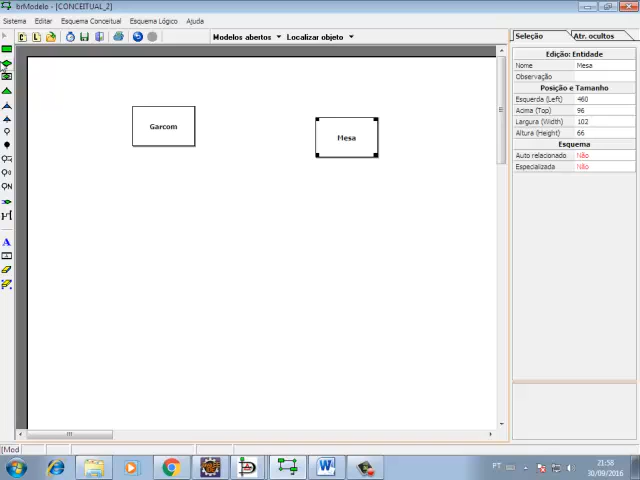 brModelo - [CONCEITUAL_2]
Sistema Editar Esquema Conceitual Esquema Lógico Ajuda
Modelos abertos Localizar objeto
Seleção Atr. ocultos
Edição: Entidade
Nome Mesa
Observação
Posição e Tamanho
Esquerda (Left) 460
Acima (Top) 96
Largura (Width) 102
Altura (Height) 66
Esquema
Auto relacionado Não
Especializada Não
Garcom
Mesa
A
[Mod
PT
21:58
30/09/2016